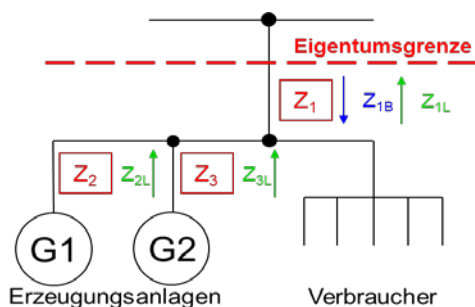 Eigentumsgrenze
Z1 Z1B Z1L
Z2 Z2L Z3 Z3L
G1 G2
Erzeugungsanlagen Verbraucher